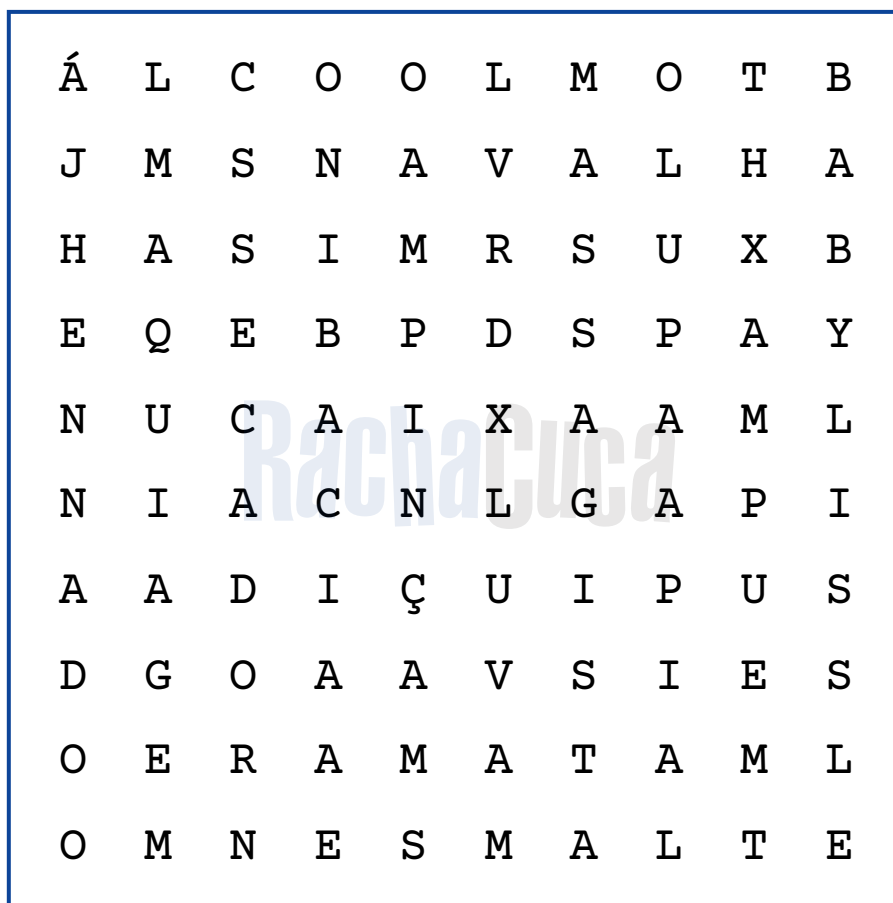 Á L C O O L M O T B
J M S N A V A L H A
H A S I M R S U X B
E Q E B P D S P A Y
N U C A I X A A M L
N I A C N L G A P I
A A D I Ç U I P U S
D G O A A V S I E S
O E R A M A T A M L
O M N E S M A L T E
RachaCuca